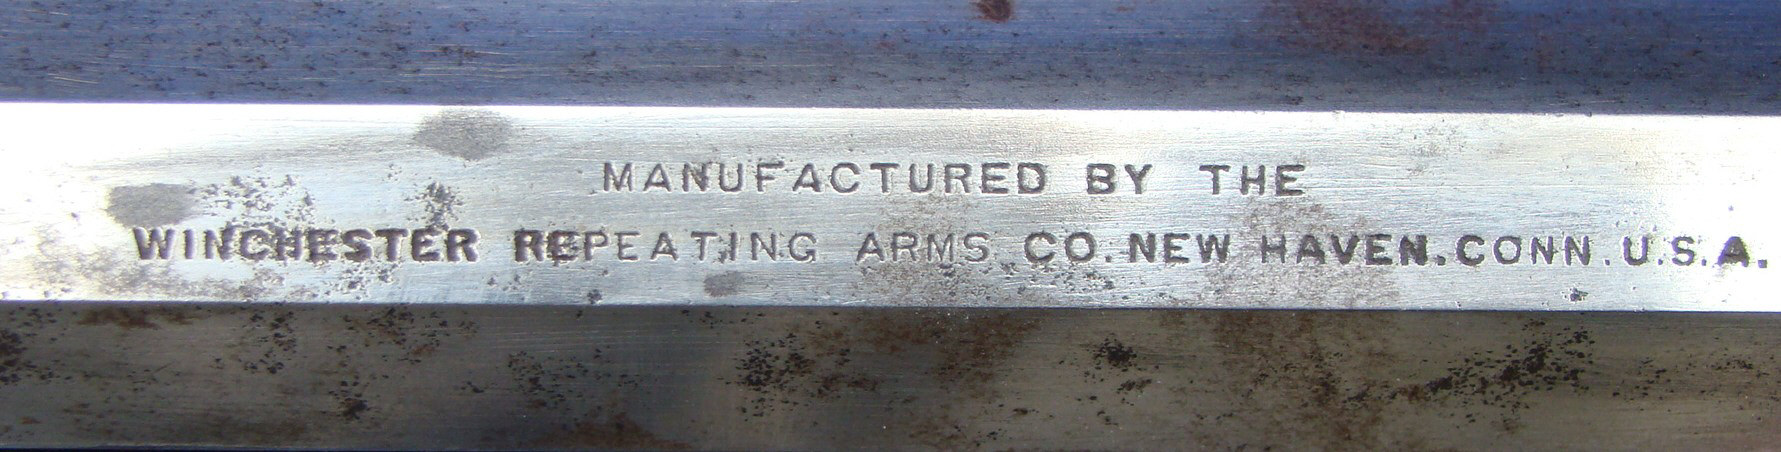 MANUFACTURED BY THE
WINCHESTER REPEATING ARMS CO. NEW HAVEN. CONN. U.S.A.